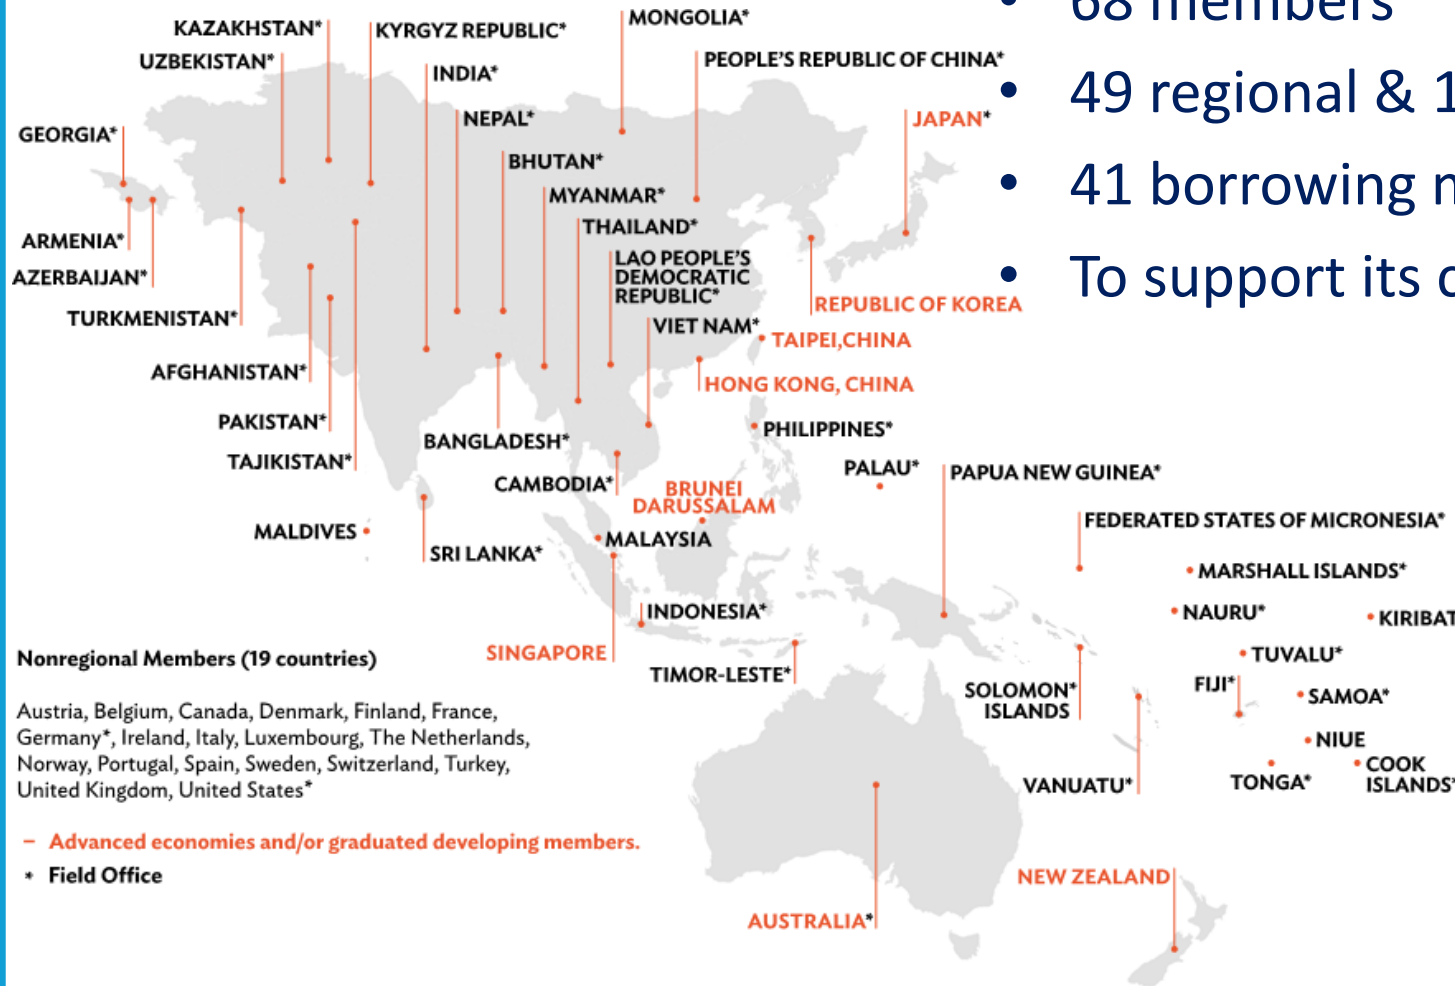 MONGOLIA*
68 members
KAZAKHSTAN*
KYRGYZ REPUBLIC*
UZBEKISTAN*
INDIA*
PEOPLE'S REPUBLIC OF CHINA*
• 49 regional & 1
NEPAL*
JAPAN*
GEORGIA*
BHUTAN*
MYANMAR*
• 41 borrowing
THAILAND*
ARMENIA*
LAO PEOPLE'S
DEMOCRATIC
REPUBLIC*
AZERBAIJAN*
• To support its
REPUBLIC OF KOREA
TURKMENISTAN*
VIET NAM*
TAIPEI,CHINA
AFGHANISTAN*
HONG KONG, CHINA
PAKISTAN*
PHILIPPINES*
BANGLADESH*
TAJIKISTAN*
PALAU*
PAPUA NEW GUINEA*
CAMBODIA*
BRUNEI
DARUSSALAM
FEDERATED STATES OF MICRONESIA*
MALDIVES
MALAYSIA
SRI LANKA*
MARSHALL ISLANDS*
INDONESIA*
NAURU*
KIRIBAT
SINGAPORE
TUVALU*
TIMOR-LESTE*
FIJI*
SOLOMON*
ISLANDS
SAMOA*
NIUE
COOK
ISLANDS*
VANUATU*
TONGA*
Nonregional Members (19 countries)
Austria, Belgium, Canada, Denmark, Finland, France,
Germany*, Ireland, Italy, Luxembourg, The Netherlands,
Norway, Portugal, Spain, Sweden, Switzerland, Turkey,
United Kingdom, United States*
– Advanced economies and/or graduated developing members.
* Field Office
NEW ZEALAND
AUSTRALIA*